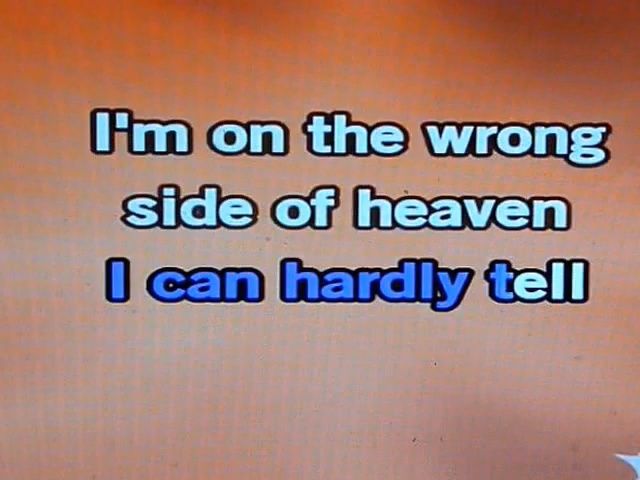 I'm on the wrong
side of heaven
I can hardly tell